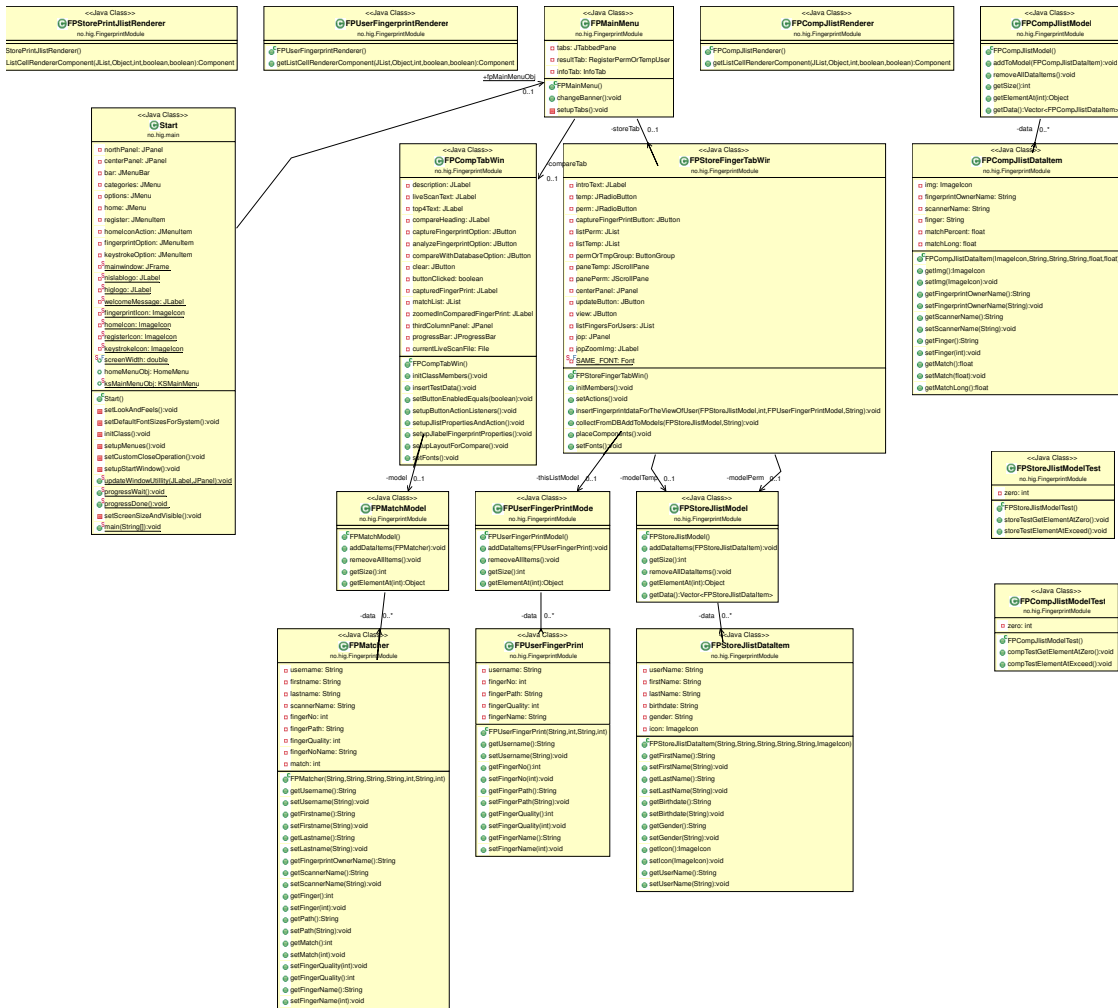 <<Java Class>>
FPStorePrintJlistRenderer
no.hig.FingerprintModule
StorePrintJlistRenderer()
ListCellRendererComponent(JList,Object,int,boolean,boolean):Component
<<Java Class>>
FPUserFingerprintRenderer
no.hig.FingerprintModule
FPUserFingerprintRenderer()
getListCellRendererComponent(JList,Object,int,boolean,boolean):Component
<<Java Class>>
FPMainMenu
no.hig.FingerprintModule
tabs: JTabbedPane
resultTab: RegisterPermOrTempUser
infoTab: InfoTab
FPMainMenu()
changeBanner():void
setupTabs():void
<<Java Class>>
FPCompJlistRenderer
no.hig.FingerprintModule
FPCompJlistRenderer()
getListCellRendererComponent(JList,Object,int,boolean,boolean):Component
<<Java Class>>
FPCompJlistModel
no.hig.FingerprintModule
FPCompJlistModel()
addToModel(FPCompJlistDataItem):void
removeAllDataItems():void
getSize():int
getElementAt(int):Object
getData():Vector<FPCompJlistDataItem>
+fpMainMenuObj
0..1
-storeTab
0..1
-compareTab
0..1
-data
0..*
<<Java Class>>
Start
no.hig.main
northPanel: JPanel
centerPanel: JPanel
bar: JMenuBar
categories: JMenu
options: JMenu
home: JMenu
register: JMenuItem
homeIconAction: JMenuItem
fingerprintOption: JMenuItem
keystrokeOption: JMenuItem
mainwindow: JFrame
nislablogo: JLabel
higlogo: JLabel
welcomeMessage: JLabel
fingerprintIcon: ImageIcon
homeIcon: ImageIcon
registerIcon: ImageIcon
keystrokeIcon: ImageIcon
screenWidth: double
homeMenuObj: HomeMenu
ksMainMenuObj: KSMainMenu
Start()
setLookAndFeels():void
setDefaultFontSizesForSystem():void
initClass():void
setupMenues():void
setCustomCloseOperation():void
setupStartWindow():void
updateWindowUtillity(JLabel,JPanel):void
progressWait():void
progressDone():void
setScreenSizeAndVisible():void
main(String[]):void
<<Java Class>>
FPCompTabWin
no.hig.FingerprintModule
description: JLabel
liveScanText: JLabel
top4Text: JLabel
compareHeading: JLabel
captureFingerprintOption: JButton
analyzeFingerprintOption: JButton
compareWithDatabaseOption: JButton
clear: JButton
buttonClicked: boolean
capturedFingerPrint: JLabel
matchList: JList
zoomedInComparedFingerPrint: JLabel
thirdColumnPanel: JPanel
progressBar: JProgressBar
currentLiveScanFile: File
FPCompTabWin()
initClassMembers():void
insertTestData():void
setButtonEnabledEquals(boolean):void
setupButtonActionListeners():void
setupJlistPropertiesAndAction():void
setupJlabelFingerprintProperties():void
setupLayoutForCompare():void
setFonts():void
<<Java Class>>
FPStoreFingerTabWin
no.hig.FingerprintModule
introText: JLabel
temp: JRadioButton
perm: JRadioButton
captureFingerPrintButton: JButton
listPerm: JList
listTemp: JList
permOrTmpGroup: ButtonGroup
paneTemp: JScrollPane
panePerm: JScrollPane
centerPanel: JPanel
updateButton: JButton
view: JButton
listFingersForUsers: JList
jop: JPanel
jopZoomImg: JLabel
SAME_FONT: Font
FPStoreFingerTabWin()
initMembers():void
setActions():void
insertFingerprintdataForTheViewOfUser(FPStoreJlistModel,int,FPUserFingerPrintModel,String):void
collectFromDBAddToModels(FPStoreJlistModel,String):void
placeComponents():void
setFonts():void
<<Java Class>>
FPCompJlistDataItem
no.hig.FingerprintModule
img: ImageIcon
fingerprintOwnerName: String
scannerName: String
finger: String
matchPercent: float
matchLong: float
FPCompJlistDataItem(ImageIcon,String,String,String,float,float)
getImg():ImageIcon
setImg(ImageIcon):void
getFingerprintOwnerName():String
setFingerprintOwnerName(String):void
getScannerName():String
setScannerName(String):void
getFinger():String
setFinger(int):void
getMatch():float
setMatch(float):void
getMatchLong():float
-model
0..1
-thisListModel
0..1
-modelTemp
0..1
-modelPerm
0..1
<<Java Class>>
FPMatchModel
no.hig.FingerprintModule
FPMatchModel()
addDataItems(FPMatcher):void
remeoveAllItems():void
getSize():int
getElementAt(int):Object
<<Java Class>>
FPUserFingerPrintMode
no.hig.FingerprintModule
FPUserFingerPrintModel()
addDataItems(FPUserFingerPrint):void
remeoveAllItems():void
getSize():int
getElementAt(int):Object
<<Java Class>>
FPStoreJlistModel
no.hig.FingerprintModule
FPStoreJlistModel()
addDataItems(FPStoreJlistDataItem):void
getSize():int
removeAllDataItems():void
getElementAt(int):Object
getData():Vector<FPStoreJlistDataItem>
<<Java Class>>
FPStoreJlistModelTest
no.hig.FingerprintModule
zero: int
FPStoreJlistModelTest()
storeTestGetElementAtZero():void
storeTestElementAtExceed():void
<<Java Class>>
FPCompJlistModelTest
no.hig.FingerprintModule
zero: int
FPCompJlistModelTest()
compTestGetElementAtZero():void
compTestElementAtExceed():void
-data
0..*
-data
0..*
-data
0..*
<<Java Class>>
FPMatcher
no.hig.FingerprintModule
username: String
firstname: String
lastname: String
scannerName: String
fingerNo: int
fingerPath: String
fingerQuality: int
fingerNoName: String
match: int
FPMatcher(String,String,String,String,int,String,int)
getUsername():String
setUsername(String):void
getFirstname():String
setFirstname(String):void
getLastname():String
setLastname(String):void
getFingerprintOwnerName():String
getScannerName():String
setScannerName(String):void
getFinger():int
setFinger(int):void
getPath():String
setPath(String):void
getMatch():int
setMatch(int):void
setFingerQuality(int):void
getFingerQuality():int
getFingerName():String
setFingerName(int):void
<<Java Class>>
FPUserFingerPrint
no.hig.FingerprintModule
username: String
fingerNo: int
fingerPath: String
fingerQuality: int
fingerName: String
FPUserFingerPrint(String,int,String,int)
getUsername():String
setUsername(String):void
getFingerNo():int
setFingerNo(int):void
getFingerPath():String
setFingerPath(String):void
getFingerQuality():int
setFingerQuality(int):void
getFingerName():String
setFingerName(int):void
<<Java Class>>
FPStoreJlistDataItem
no.hig.FingerprintModule
userName: String
firstName: String
lastName: String
birthdate: String
gender: String
icon: ImageIcon
FPStoreJlistDataItem(String,String,String,String,String,ImageIcon)
getFirstName():String
setFirstName(String):void
getLastName():String
setLastName(String):void
getBirthdate():String
setBirthdate(String):void
getGender():String
setGender(String):void
getIcon():ImageIcon
setIcon(ImageIcon):void
getUserName():String
setUserName(String):void